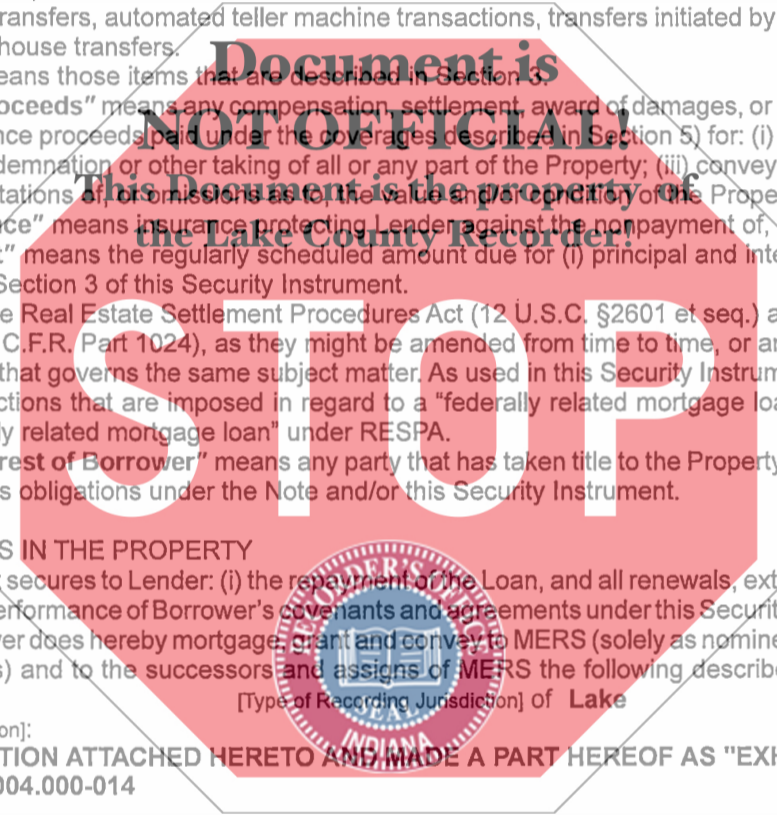 ransfers, automated teller machine transactions, transfers initiated by
house transfers.
Document is
eans those items that are described in Section 3.
oceeds” means any compensation, settlement, award of damages, or
NOT OFFICIAL!
nce proceeds paid under the coverages described in Section 5) for: (i)
demnation or other taking of all or any part of the Property; (iii) convey
This Document is the property of
tations of, or omissions as to, the value and/or condition of the Prope
ce” means insurance protecting Lender against the nonpayment of,
the Lake County Recorder!
t” means the regularly scheduled amount due for (i) principal and inte
Section 3 of this Security Instrument.
e Real Estate Settlement Procedures Act (12 U.S.C. §2601 et seq.) a
C.F.R. Part 1024), as they might be amended from time to time, or a
that governs the same subject matter. As used in this Security Instrum
STOP
ctions that are imposed in regard to a “federally related mortgage loa
ly related mortgage loan” under RESPA.
rest of Borrower” means any party that has taken title to the Property
s obligations under the Note and/or this Security Instrument.
S IN THE PROPERTY
t secures to Lender: (i) the repayment of the Loan, and all renewals, ext
erformance of Borrower’s covenants and agreements under this Securit
er does hereby mortgage, grant and convey to MERS (solely as nomine
s) and to the successors and assigns of MERS the following describe
[Type of Recording Jurisdiction] of Lake
on]:
TION ATTACHED HERETO AND MADE A PART HEREOF AS "EXH
004.000-014
RECORDER'S OFFICE
SEAL
INDIANA